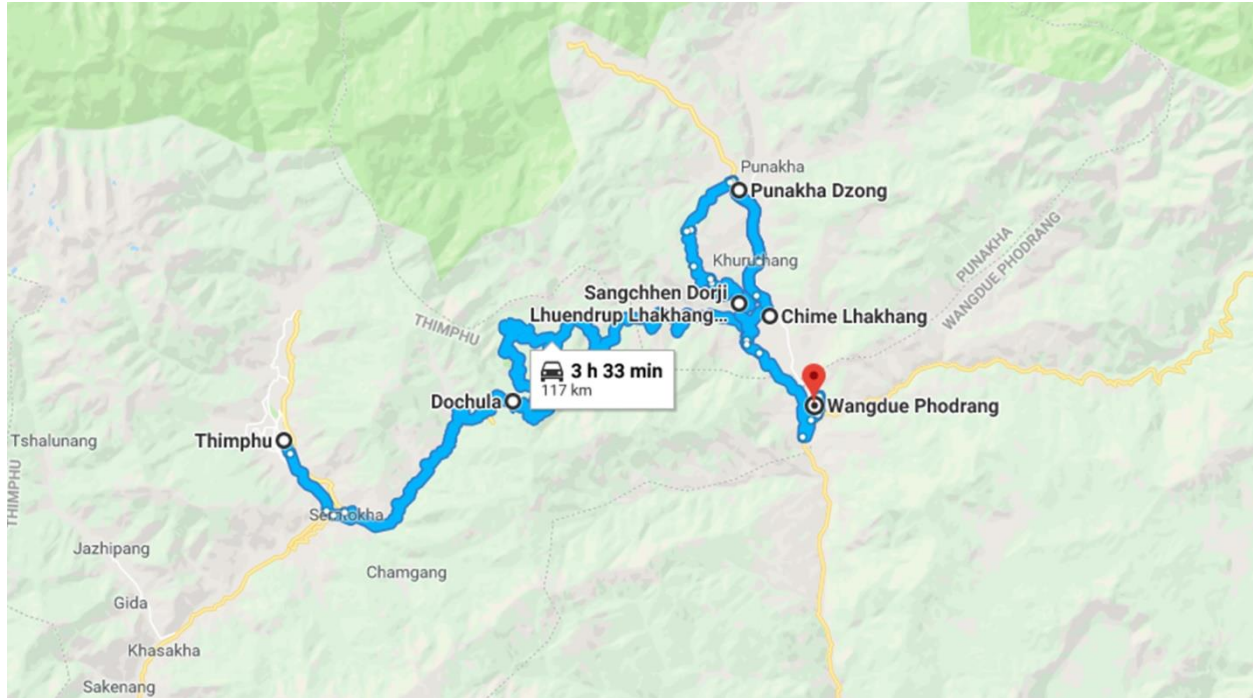 Punakha
Punakha Dzong
PUNAKHA
WANGDUE PHODRANG
Khuruchang
Sangchhen Dorji
Lhuendrup Lhakhang...
Chime Lhakhang
THIMPHU
3 h 33 min
117 km
Dochula
Wangdue Phodrang
Thimphu
Tshalunang
THIMPHU
Jazhipang
Chamgang
Gida
Khasakha
Sakenang